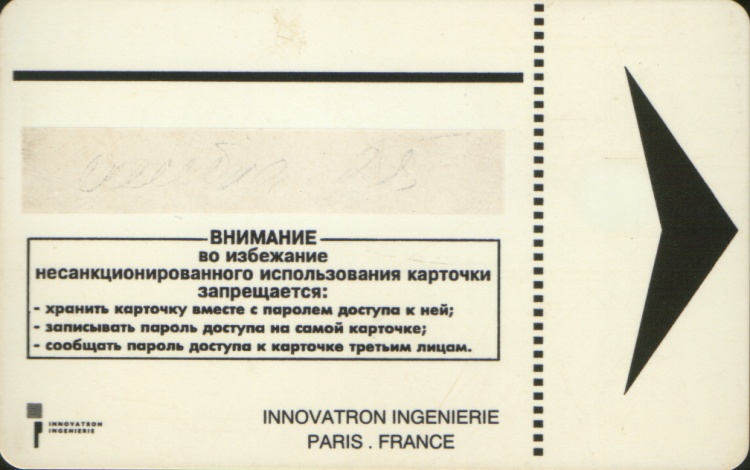 ВНИМАНИЕ
во избежание
несанкционированного использования карточки
запрещается:
- хранить карточку вместе с паролем доступа к ней;
- записывать пароль доступа на самой карточке;
- сообщать пароль доступа к карточке третьим лицам.
INNOVATRON
INGENIERIE
INNOVATRON INGENIERIE
PARIS . FRANCE